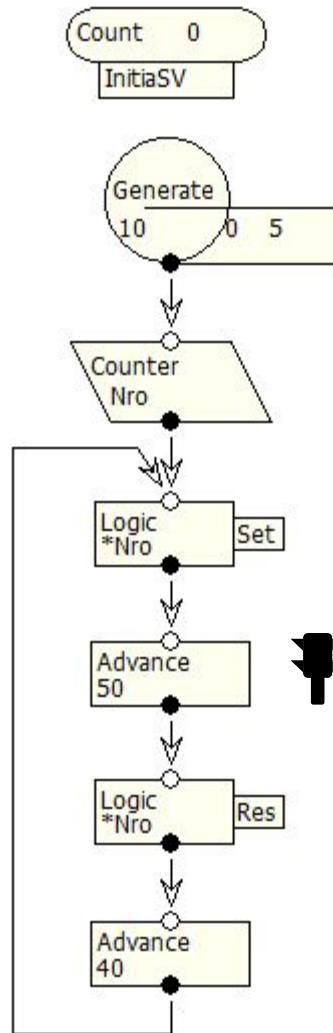 Count 0
InitiaSV
Generate
10 0 5
Counter
Nro
Logic
*Nro
Set
Advance
50
Logic
*Nro
Res
Advance
40